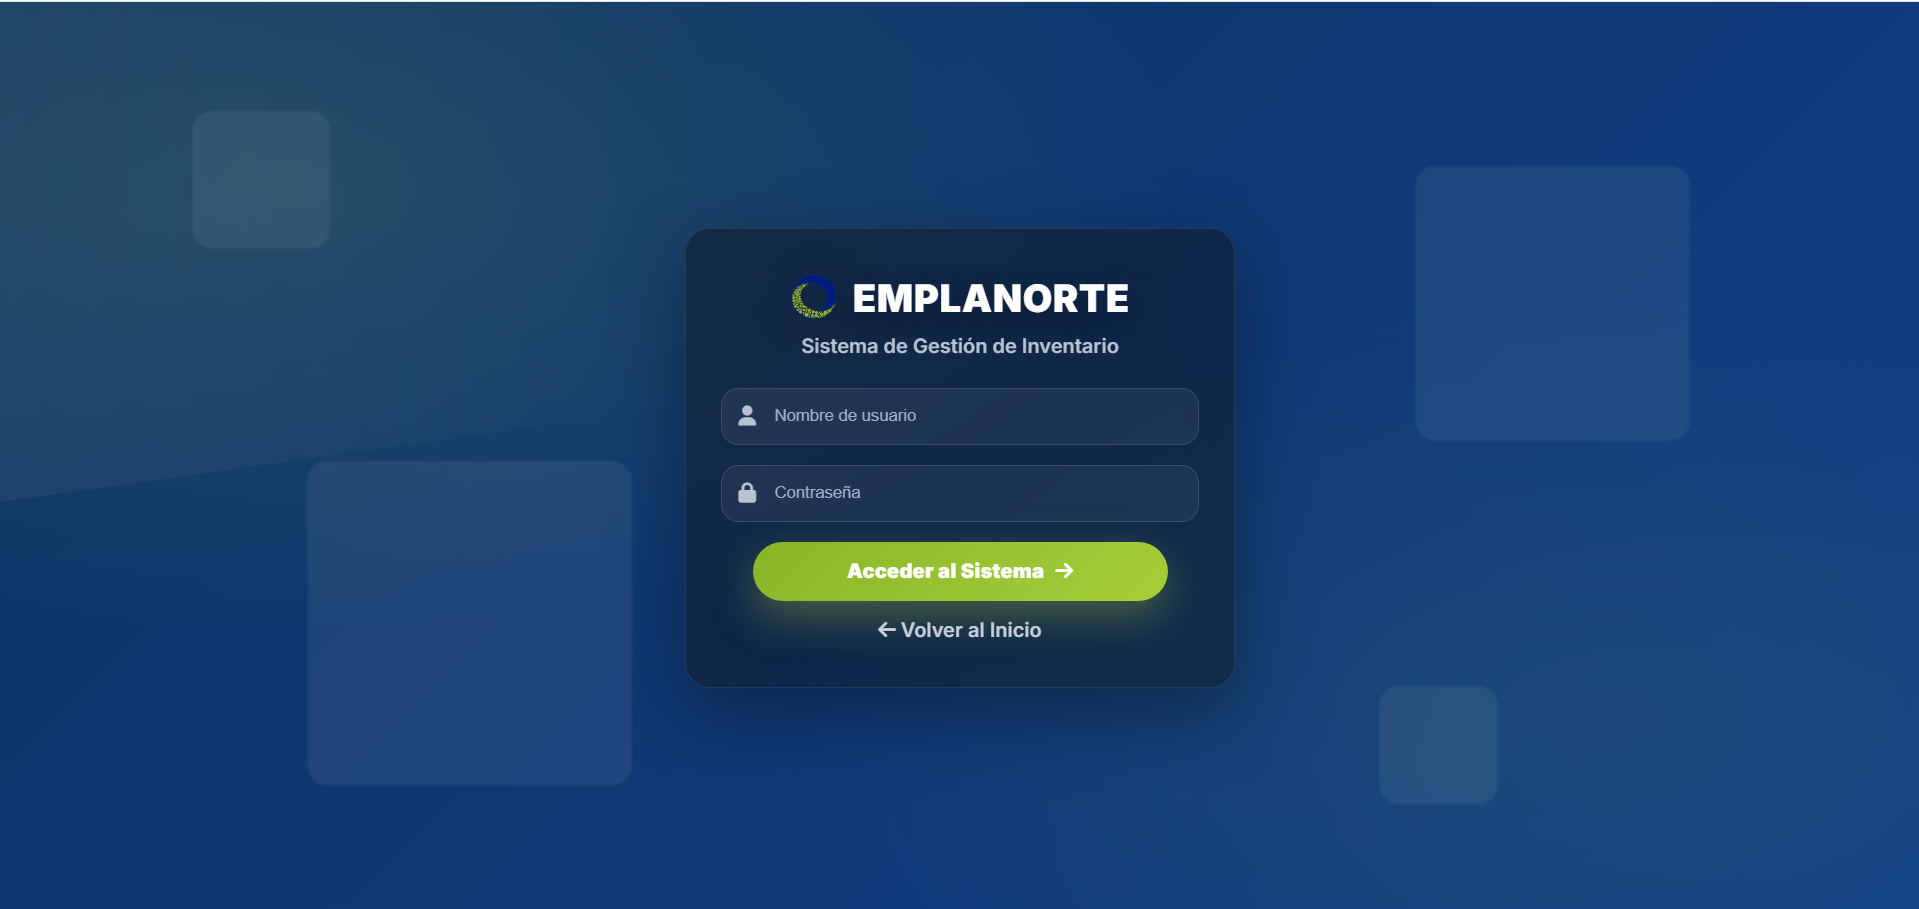 EMPLANORTE
Sistema de Gestión de Inventario
Nombre de usuario
Contraseña
Acceder al Sistema →
← Volver al Inicio